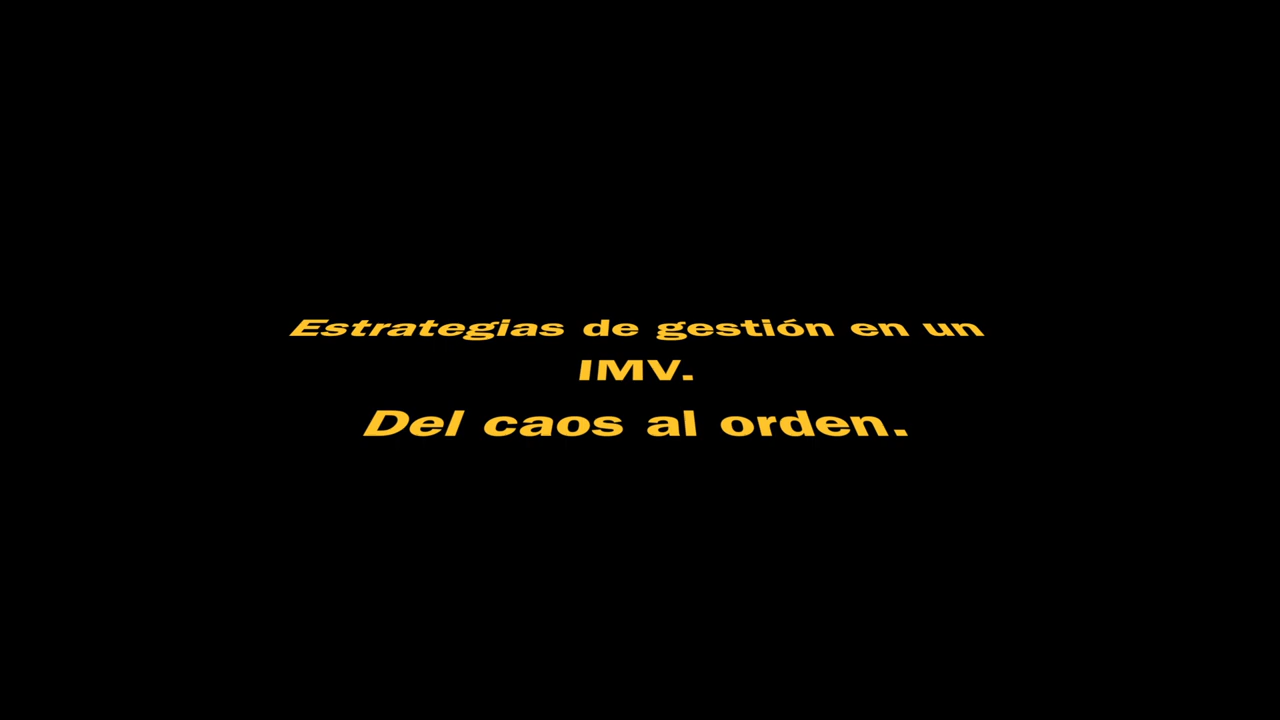 Estrategias de gestión en un
IMV.
Del caos al orden.